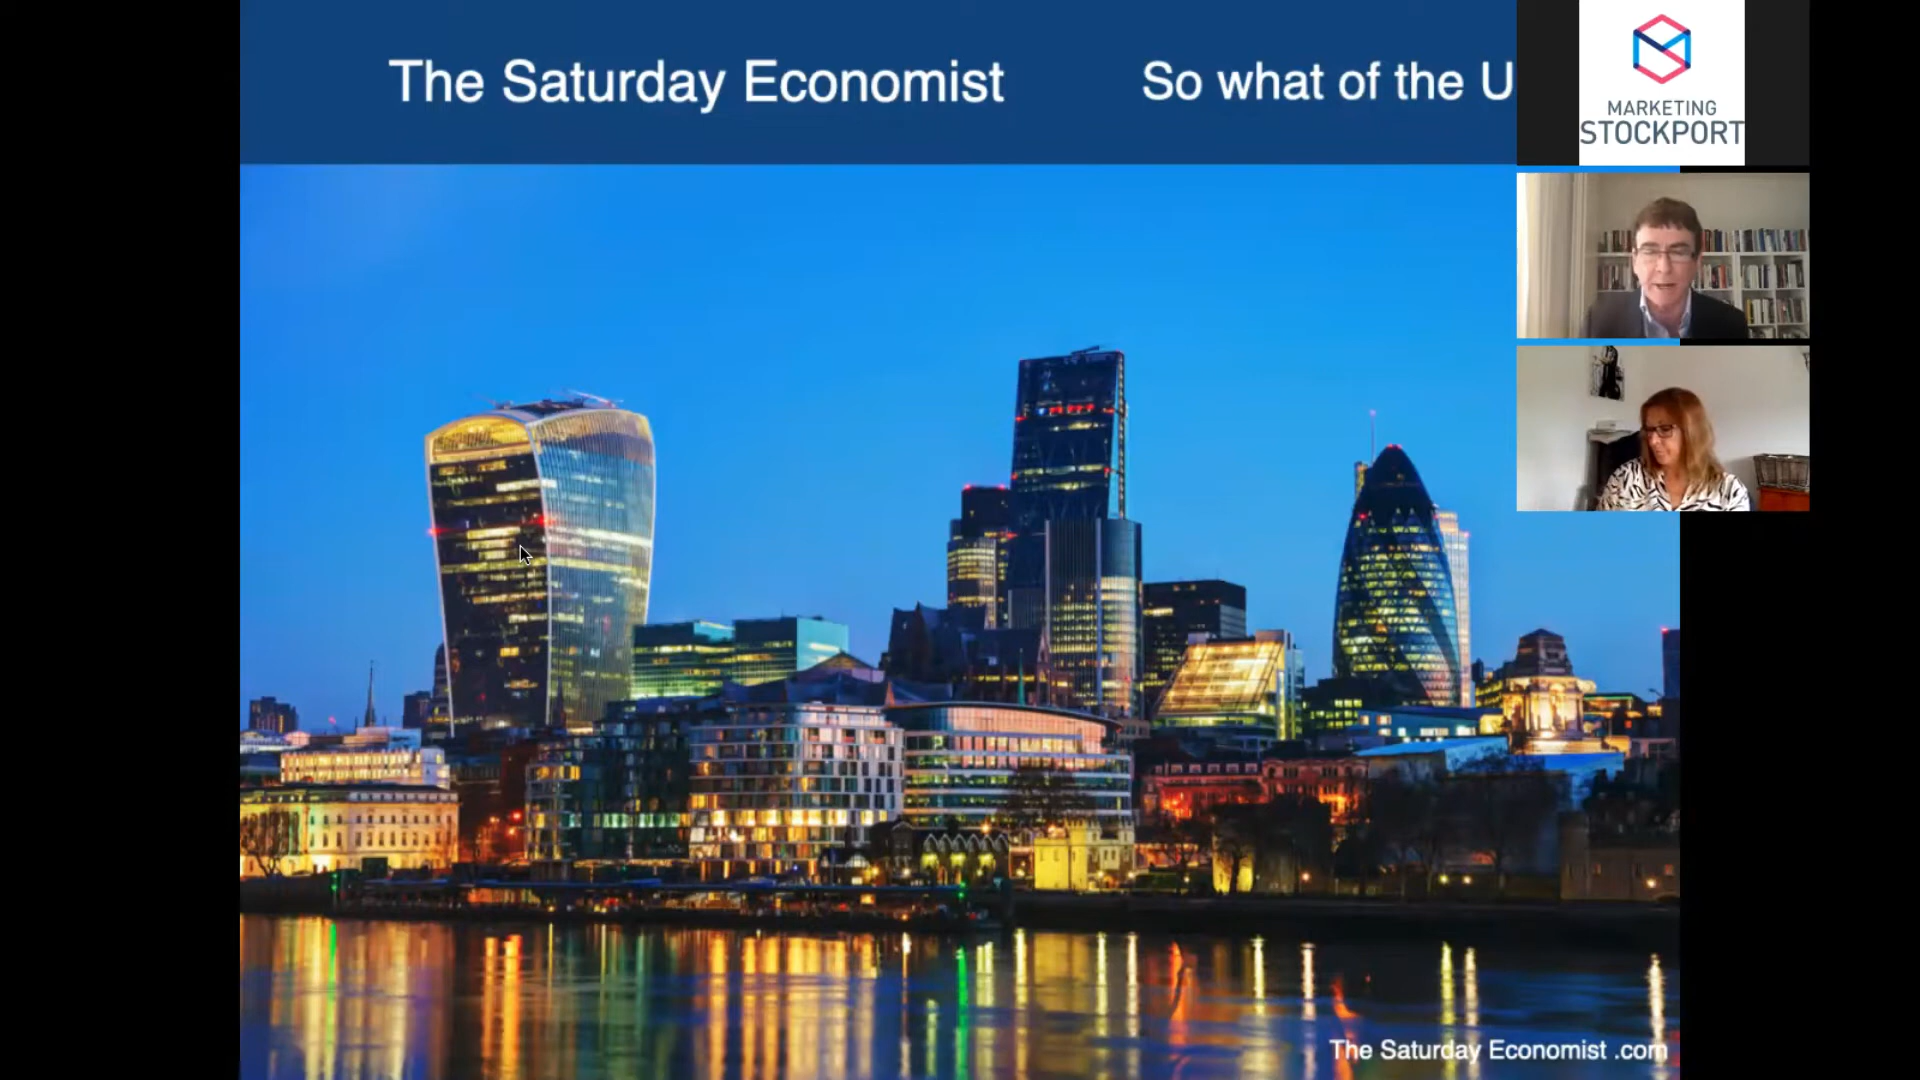 The Saturday Economist
So what of the U
MARKETING
STOCKPORT
The Saturday Economist .com